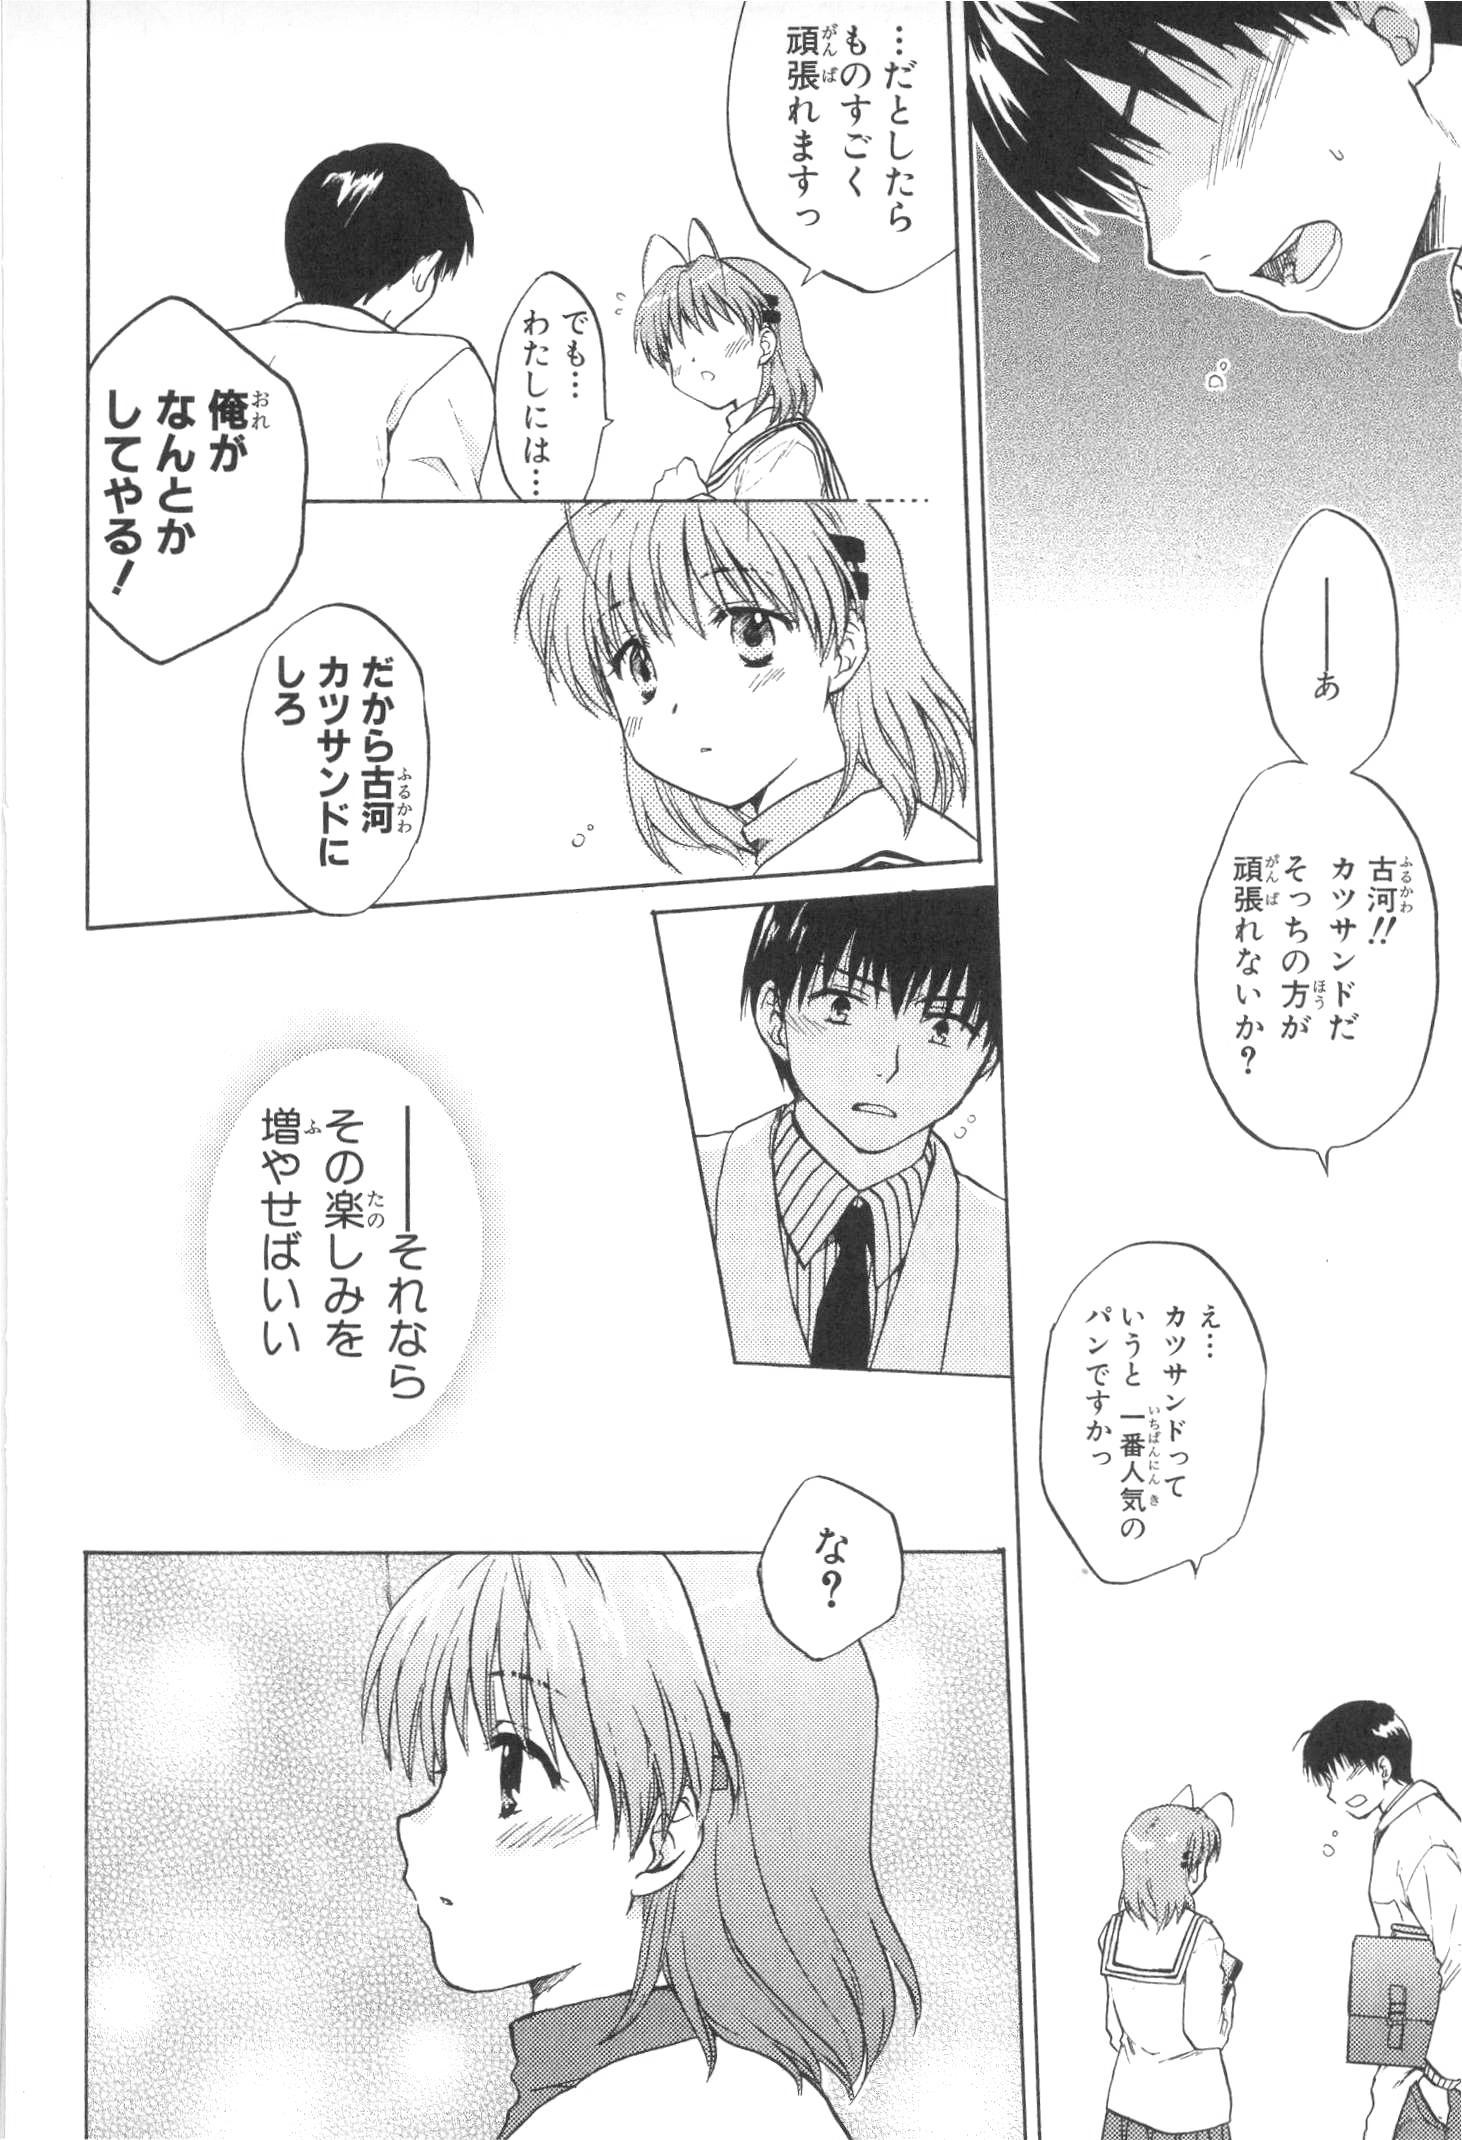 ――あ
古河!!
カツサンドだ
そっちの方が
頑張れないか?
え…
カツサンドって
いうと一番人気の
パンですかっ
…だとしたら
ものすごく
頑張れますっ
でも…
わたしには…
俺が
なんとか
してやる!
だから古河
カツサンドに
しろ
――それなら
その楽しみを
増やせばいい
な?